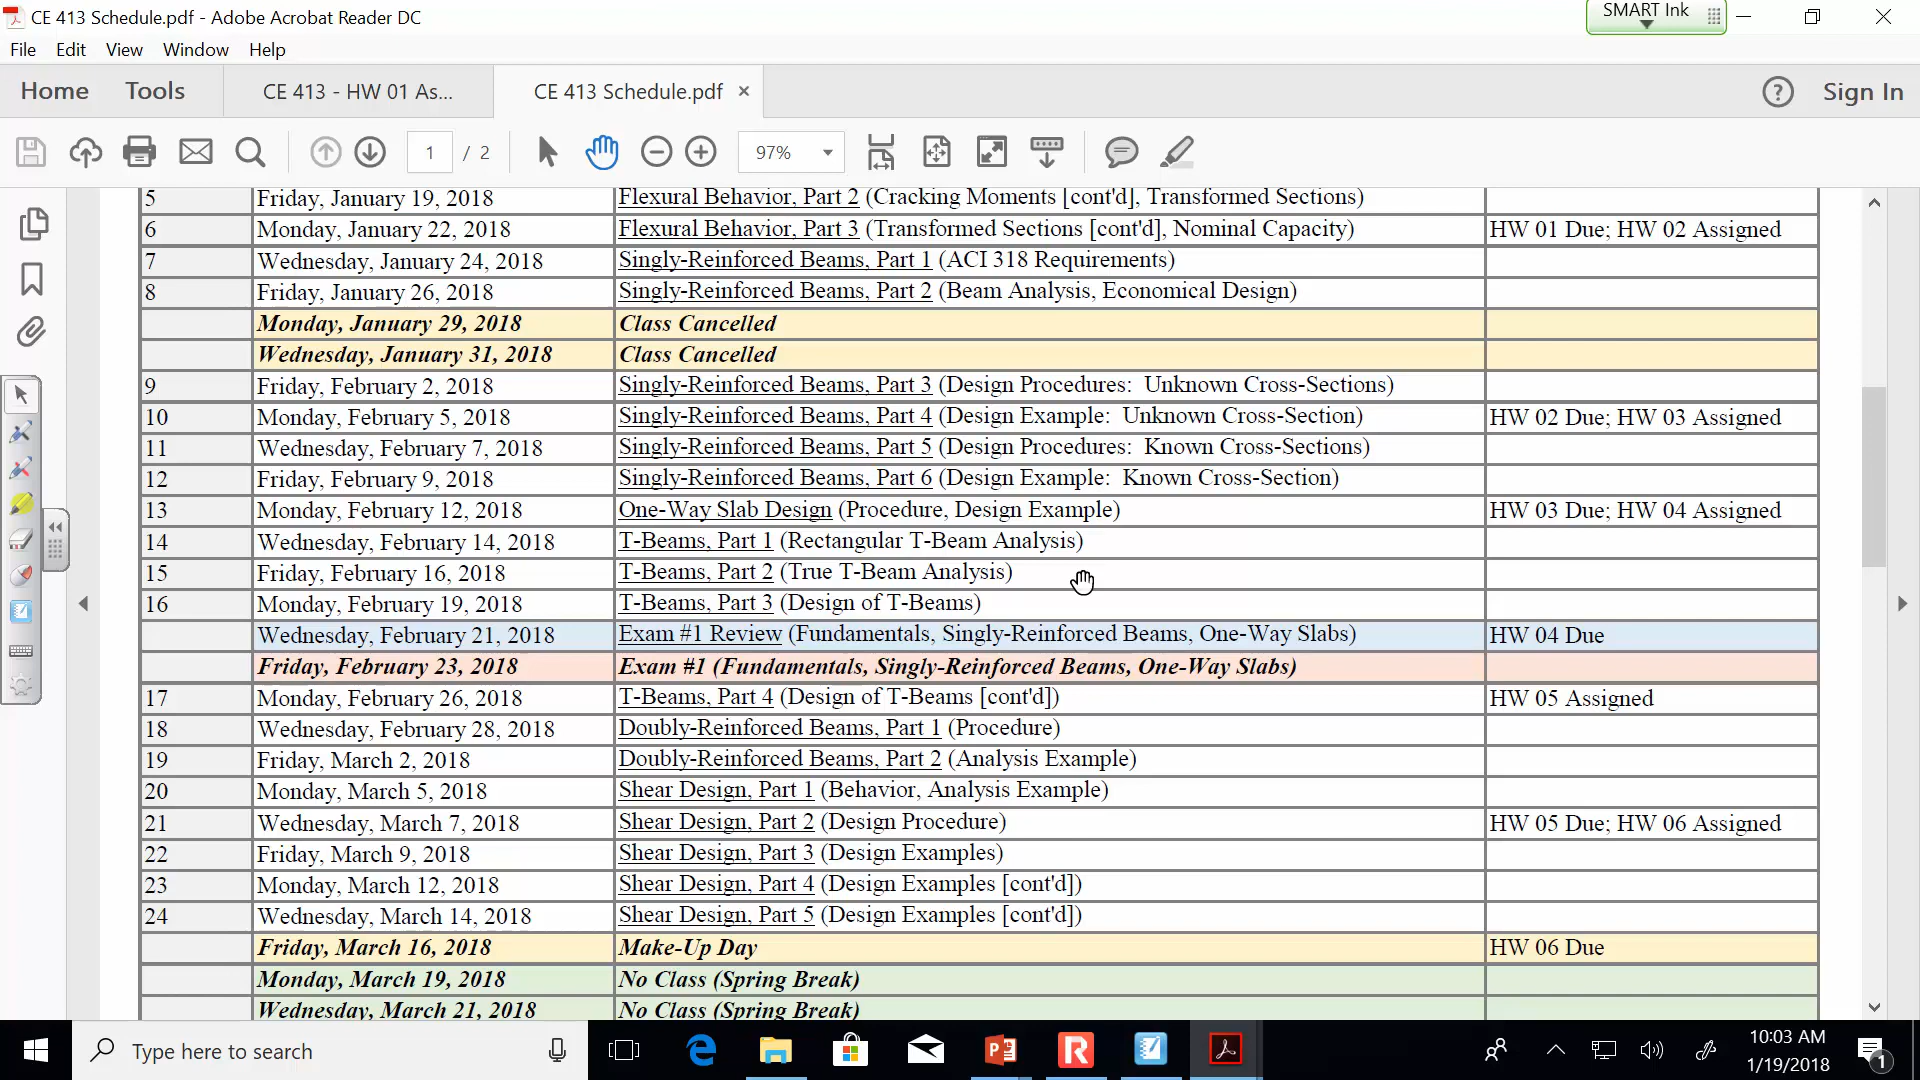 CE 413 Schedule.pdf - Adobe Acrobat Reader DC
SMART Ink
File Edit View Window Help
Home Tools CE 413 - HW 01 As... CE 413 Schedule.pdf × ? Sign In
1 / 2 97%
5 Friday, January 19, 2018 Flexural Behavior, Part 2 (Cracking Moments [cont'd], Transformed Sections)
6 Monday, January 22, 2018 Flexural Behavior, Part 3 (Transformed Sections [cont'd], Nominal Capacity) HW 01 Due; HW 02 Assigned
7 Wednesday, January 24, 2018 Singly-Reinforced Beams, Part 1 (ACI 318 Requirements)
8 Friday, January 26, 2018 Singly-Reinforced Beams, Part 2 (Beam Analysis, Economical Design)
Monday, January 29, 2018 Class Cancelled
Wednesday, January 31, 2018 Class Cancelled
9 Friday, February 2, 2018 Singly-Reinforced Beams, Part 3 (Design Procedures: Unknown Cross-Sections)
10 Monday, February 5, 2018 Singly-Reinforced Beams, Part 4 (Design Example: Unknown Cross-Section) HW 02 Due; HW 03 Assigned
11 Wednesday, February 7, 2018 Singly-Reinforced Beams, Part 5 (Design Procedures: Known Cross-Sections)
12 Friday, February 9, 2018 Singly-Reinforced Beams, Part 6 (Design Example: Known Cross-Section)
13 Monday, February 12, 2018 One-Way Slab Design (Procedure, Design Example) HW 03 Due; HW 04 Assigned
14 Wednesday, February 14, 2018 T-Beams, Part 1 (Rectangular T-Beam Analysis)
15 Friday, February 16, 2018 T-Beams, Part 2 (True T-Beam Analysis)
16 Monday, February 19, 2018 T-Beams, Part 3 (Design of T-Beams)
Wednesday, February 21, 2018 Exam #1 Review (Fundamentals, Singly-Reinforced Beams, One-Way Slabs) HW 04 Due
Friday, February 23, 2018 Exam #1 (Fundamentals, Singly-Reinforced Beams, One-Way Slabs)
17 Monday, February 26, 2018 T-Beams, Part 4 (Design of T-Beams [cont'd]) HW 05 Assigned
18 Wednesday, February 28, 2018 Doubly-Reinforced Beams, Part 1 (Procedure)
19 Friday, March 2, 2018 Doubly-Reinforced Beams, Part 2 (Analysis Example)
20 Monday, March 5, 2018 Shear Design, Part 1 (Behavior, Analysis Example)
21 Wednesday, March 7, 2018 Shear Design, Part 2 (Design Procedure) HW 05 Due; HW 06 Assigned
22 Friday, March 9, 2018 Shear Design, Part 3 (Design Examples)
23 Monday, March 12, 2018 Shear Design, Part 4 (Design Examples [cont'd])
24 Wednesday, March 14, 2018 Shear Design, Part 5 (Design Examples [cont'd])
Friday, March 16, 2018 Make-Up Day HW 06 Due
Monday, March 19, 2018 No Class (Spring Break)
Wednesday, March 21, 2018 No Class (Spring Break)
Type here to search
10:03 AM
1/19/2018
1